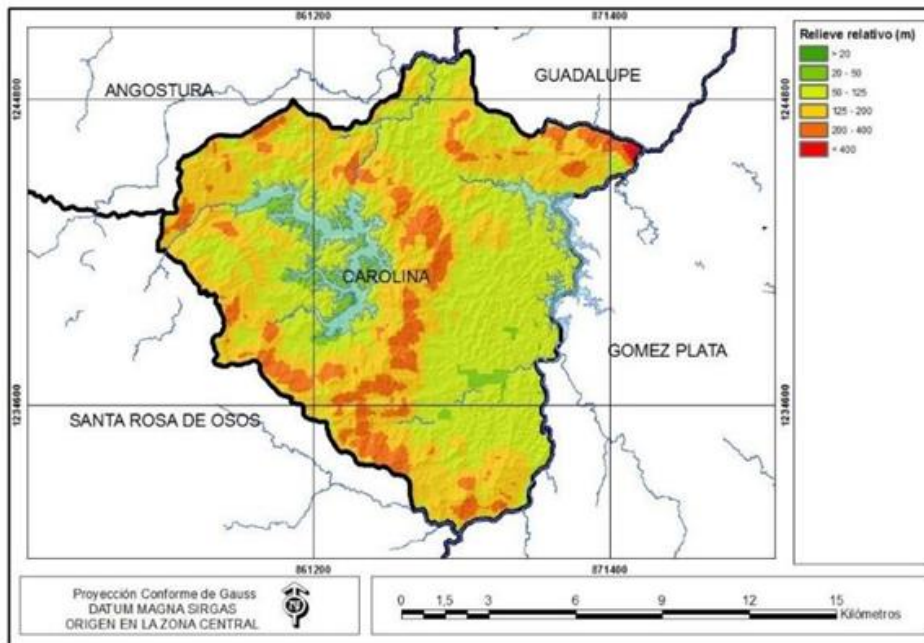 861200
871400
ANGOSTURA
GUADALUPE
1244800
1244800
CAROLINA
GOMEZ PLATA
1234600
1234600
SANTA ROSA DE OSOS
861200
871400
Relieve relativo (m)
> 20
20 - 50
50 - 125
125 - 200
200 - 400
< 400
Proyección Conforme de Gauss
DATUM MAGNA SIRGAS
ORIGEN EN LA ZONA CENTRAL
N
0 1,5 3 6 9 12 15
Kilómetros